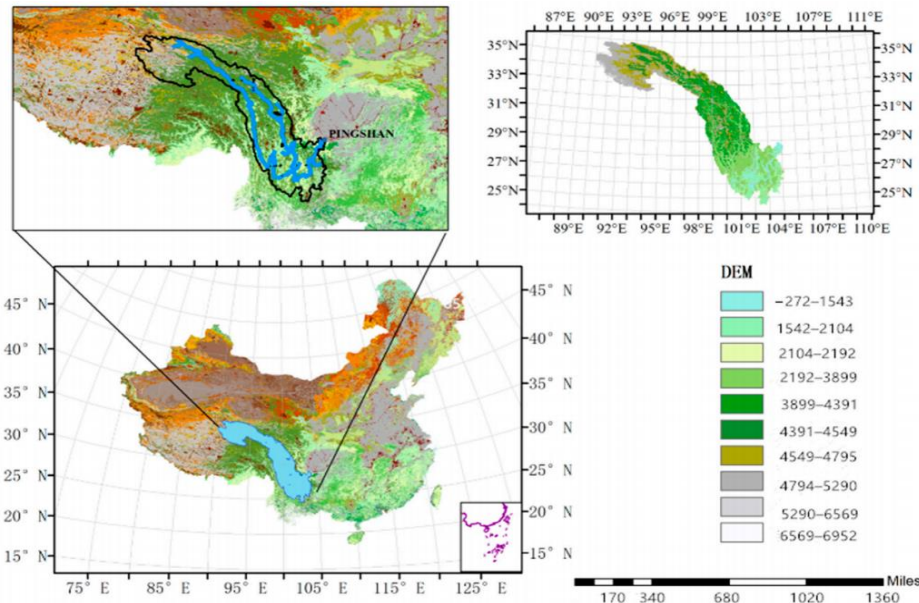 87°E 90°E 93°E 99°E 103°E 107°E 111°E
35°N 35°N
33°N 33°N
31°N 31°N
29°N 29°N
27°N 27°N
25°N 25°N
89°E 92°E 95°E 98°E 101°E 104°E 107°E 110°E
PINGSHAN
45° N 45° N
40° N 40° N
35° N 35° N
30° N 30° N
25° N 25° N
20° N 20° N
15° N 15° N
75° E 85° E 95° E 105° E 115° E 125° E
DEM
-272–1543
1542–2104
2104–2192
2192–3899
3899–4391
4391–4549
4549–4795
4794–5290
5290–6569
6569–6952
Miles
170 340 680 1020 1360